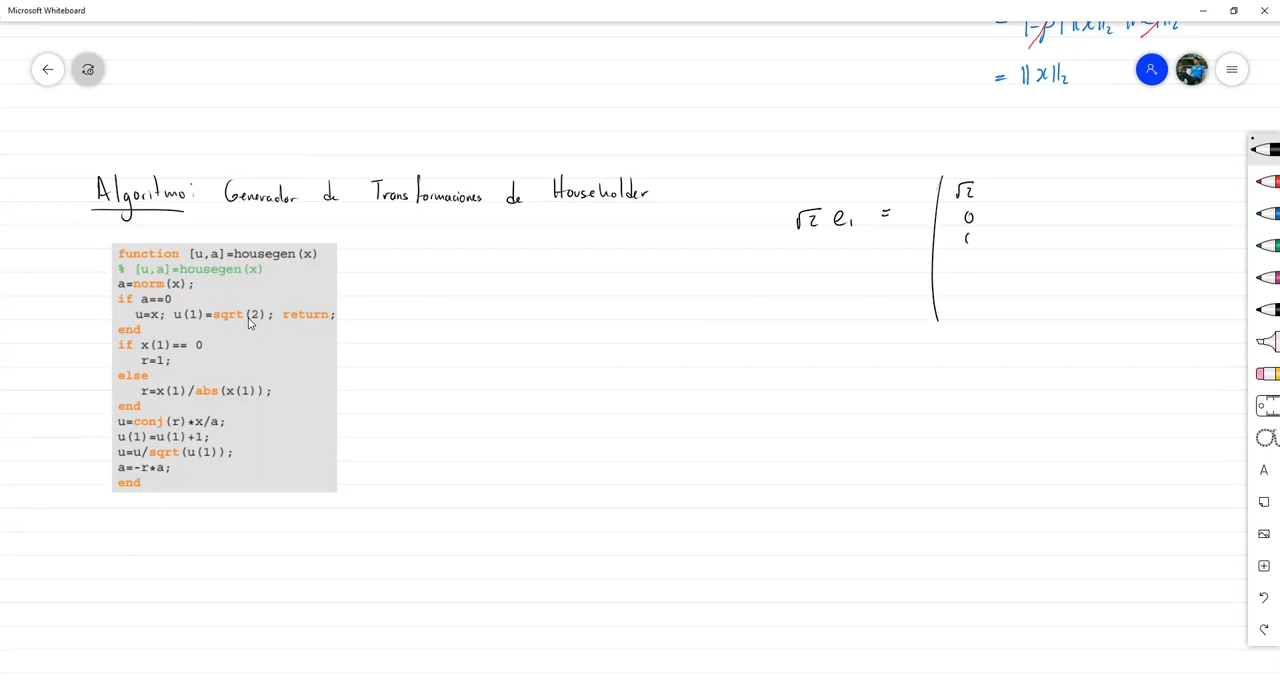 Microsoft Whiteboard
= ‖x‖₂
Algoritmo: Generador de Transformaciones de Householder
√2 e₁ = √2
0
function [u,a]=housegen(x)
% [u,a]=housegen(x)
a=norm(x);
if a==0
u=x; u(1)=sqrt(2); return;
end
if x(1)== 0
r=1;
else
r=x(1)/abs(x(1));
end
u=conj(r)*x/a;
u(1)=u(1)+1;
u=u/sqrt(u(1));
a=-r*a;
end
A